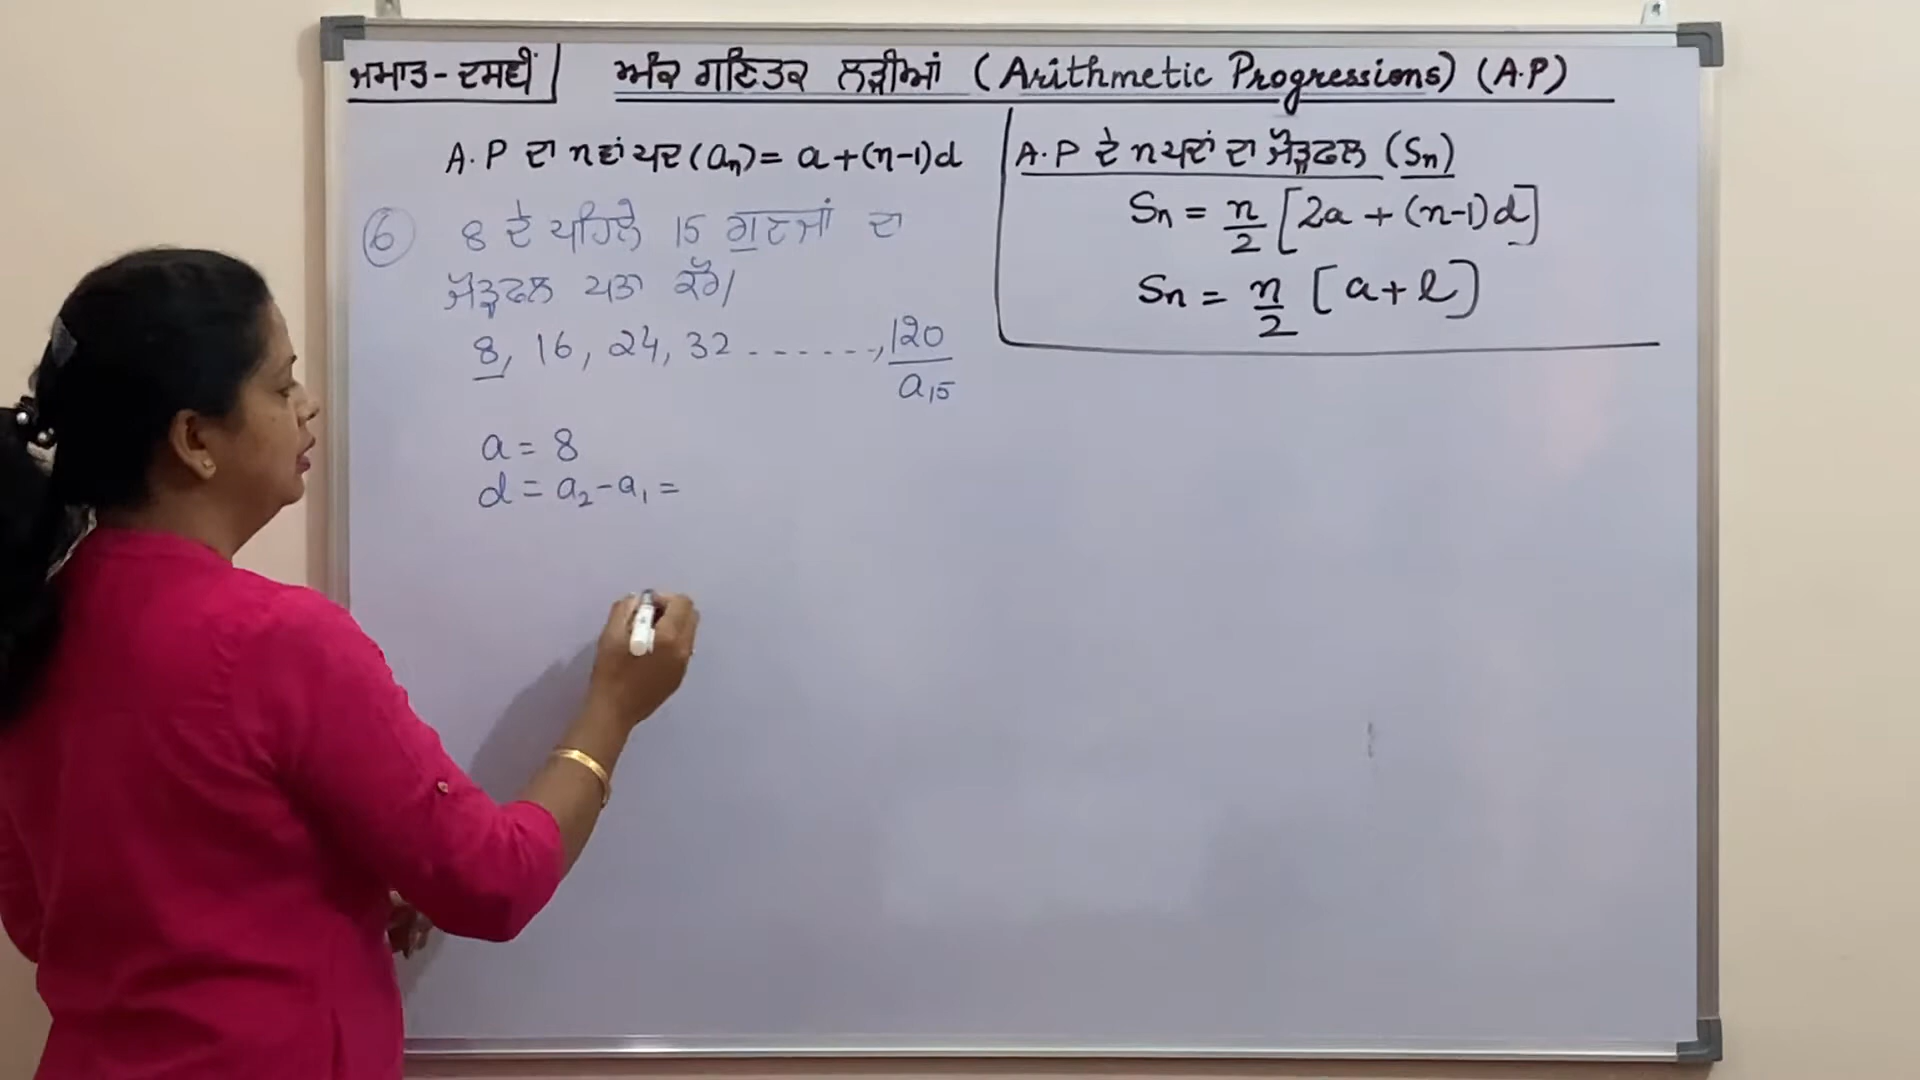 ਜਮਾਤ - ਦਸਵੀਂ
ਅੰਕ ਗਣਿਤਕ ਲੜੀਆਂ (Arithmetic Progressions) (A.P)
A.P ਦਾ nਵਾਂ ਪਦ (aₙ) = a + (n-1)d
⑥ 8 ਦੇ ਪਹਿਲੇ 15 ਗੁਣਜਾਂ ਦਾ
ਜੋੜਫਲ ਪਤਾ ਕਰੋ।
8, 16, 24, 32 - - - - - -, 120
a₁₅
a = 8
d = a₂ - a₁ =
A.P ਦੇ n ਪਦਾਂ ਦਾ ਜੋੜਫਲ (Sn)
Sn = n/2 [2a + (n-1)d]
Sn = n/2 [a + l]